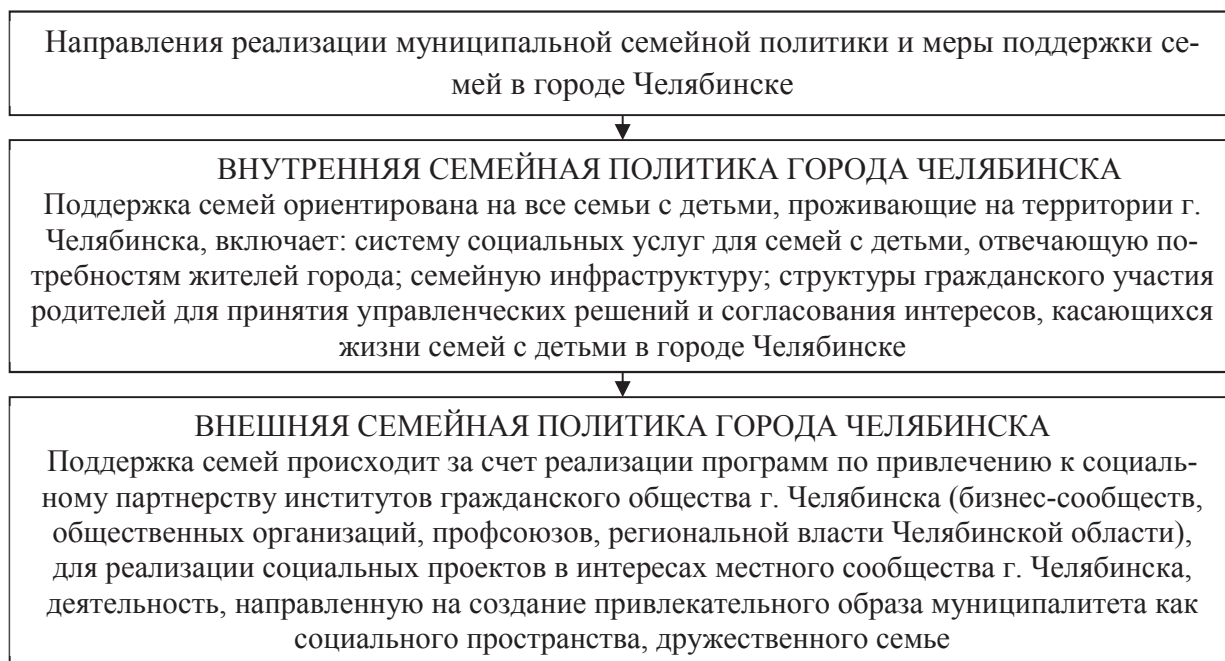 Направления реализации муниципальной семейной политики и меры поддержки се-
мей в городе Челябинске
ВНУТРЕННЯЯ СЕМЕЙНАЯ ПОЛИТИКА ГОРОДА ЧЕЛЯБИНСКА
Поддержка семей ориентирована на все семьи с детьми, проживающие на территории г.
Челябинска, включает: систему социальных услуг для семей с детьми, отвечающую по-
требностям жителей города; семейную инфраструктуру; структуры гражданского участия
родителей для принятия управленческих решений и согласования интересов, касающихся
жизни семей с детьми в городе Челябинске
ВНЕШНЯЯ СЕМЕЙНАЯ ПОЛИТИКА ГОРОДА ЧЕЛЯБИНСКА
Поддержка семей происходит за счет реализации программ по привлечению к социаль-
ному партнерству институтов гражданского общества г. Челябинска (бизнес-сообществ,
общественных организаций, профсоюзов, региональной власти Челябинской области),
для реализации социальных проектов в интересах местного сообщества г. Челябинска,
деятельность, направленную на создание привлекательного образа муниципалитета как
социального пространства, дружественного семье